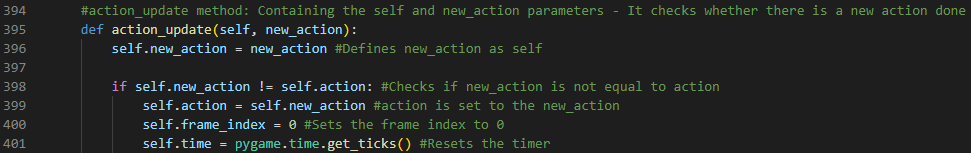 394 #action_update method: Containing the self and new_action parameters - It checks whether there is a new action done
395 def action_update(self, new_action):
396 self.new_action = new_action #Defines new_action as self
397
398 if self.new_action != self.action: #Checks if new_action is not equal to action
399 self.action = self.new_action #action is set to the new_action
400 self.frame_index = 0 #Sets the frame index to 0
401 self.time = pygame.time.get_ticks() #Resets the timer